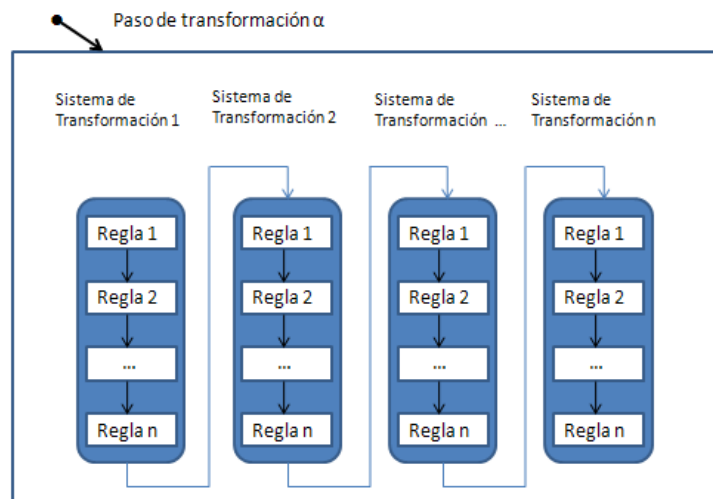 Paso de transformación α
Sistema de
Transformación 1
Sistema de
Transformación 2
Sistema de
Transformación ...
Sistema de
Transformación n
Regla 1
Regla 2
...
Regla n
Regla 1
Regla 2
...
Regla n
Regla 1
Regla 2
...
Regla n
Regla 1
Regla 2
...
Regla n